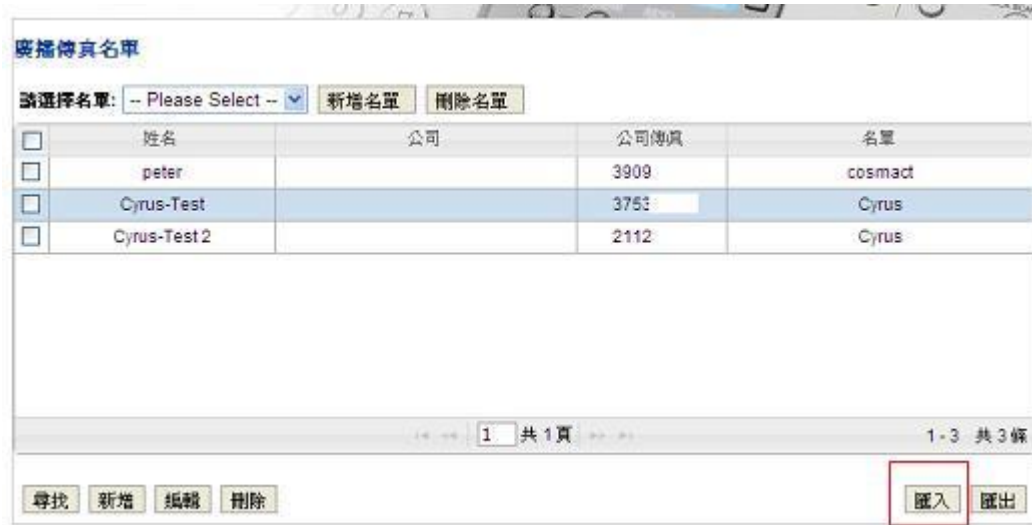 廣播傳真名單
請選擇名單: -- Please Select -- 新增名單 刪除名單
姓名 公司 公司傳真 名單
peter 3909 cosmact
Cyrus-Test 3753 Cyrus
Cyrus-Test 2 2112 Cyrus
1 共 1 頁 1 - 3 共 3 條
尋找 新增 編輯 刪除 匯入 匯出